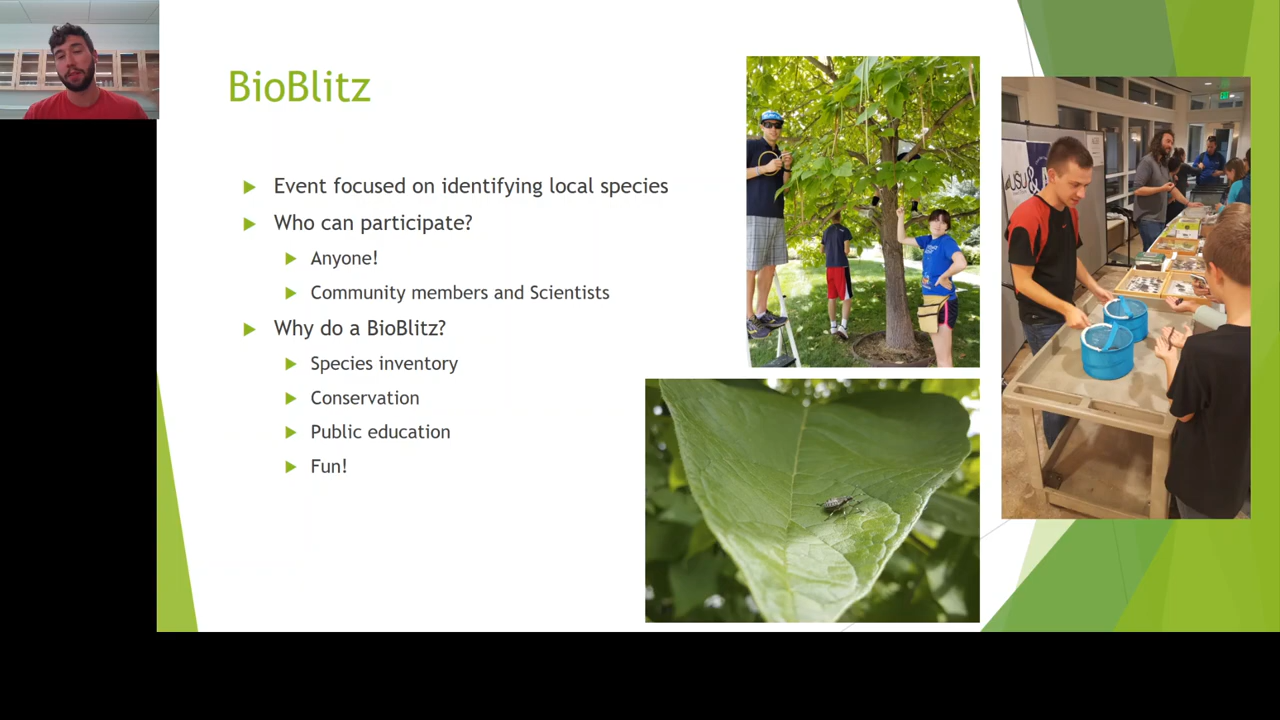 BioBlitz
Event focused on identifying local species
Who can participate?
Anyone!
Community members and Scientists
Why do a BioBlitz?
Species inventory
Conservation
Public education
Fun!
USU